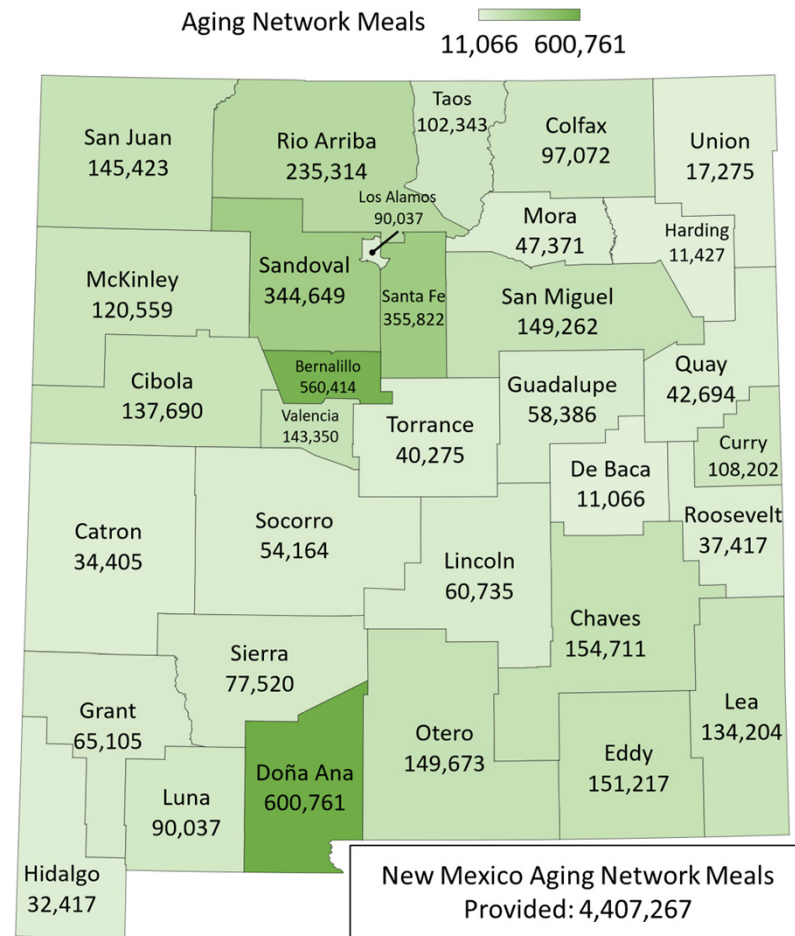 Aging Network Meals
11,066 600,761
San Juan
145,423
Rio Arriba
235,314
Taos
102,343
Colfax
97,072
Union
17,275
Los Alamos
90,037
Mora
47,371
Harding
11,427
McKinley
120,559
Sandoval
344,649
Santa Fe
355,822
San Miguel
149,262
Quay
42,694
Cibola
137,690
Bernalillo
560,414
Valencia
143,350
Torrance
40,275
Guadalupe
58,386
Curry
108,202
De Baca
11,066
Roosevelt
37,417
Catron
34,405
Socorro
54,164
Lincoln
60,735
Chaves
154,711
Sierra
77,520
Grant
65,105
Otero
149,673
Lea
134,204
Eddy
151,217
Doña Ana
600,761
Luna
90,037
Hidalgo
32,417
New Mexico Aging Network Meals
Provided: 4,407,267